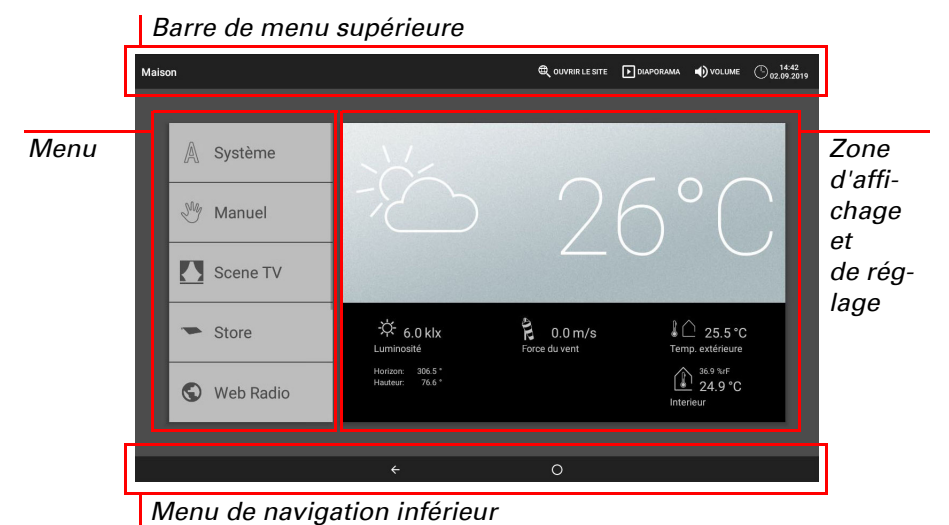 Barre de menu supérieure
Maison
OUVRIR LE SITE
DIAPORAMA
VOLUME
14:42
02.09.2019
Menu
Système
Manuel
Scene TV
Store
Web Radio
26°C
6.0 klx
Luminosité
Horizon: 306.5 °
Hauteur: 76.6 °
0.0 m/s
Force du vent
25.5 °C
Temp. extérieure
36.9 %rF
24.9 °C
Interieur
Zone
d'affi-
chage
et
de rég-
lage
Menu de navigation inférieur